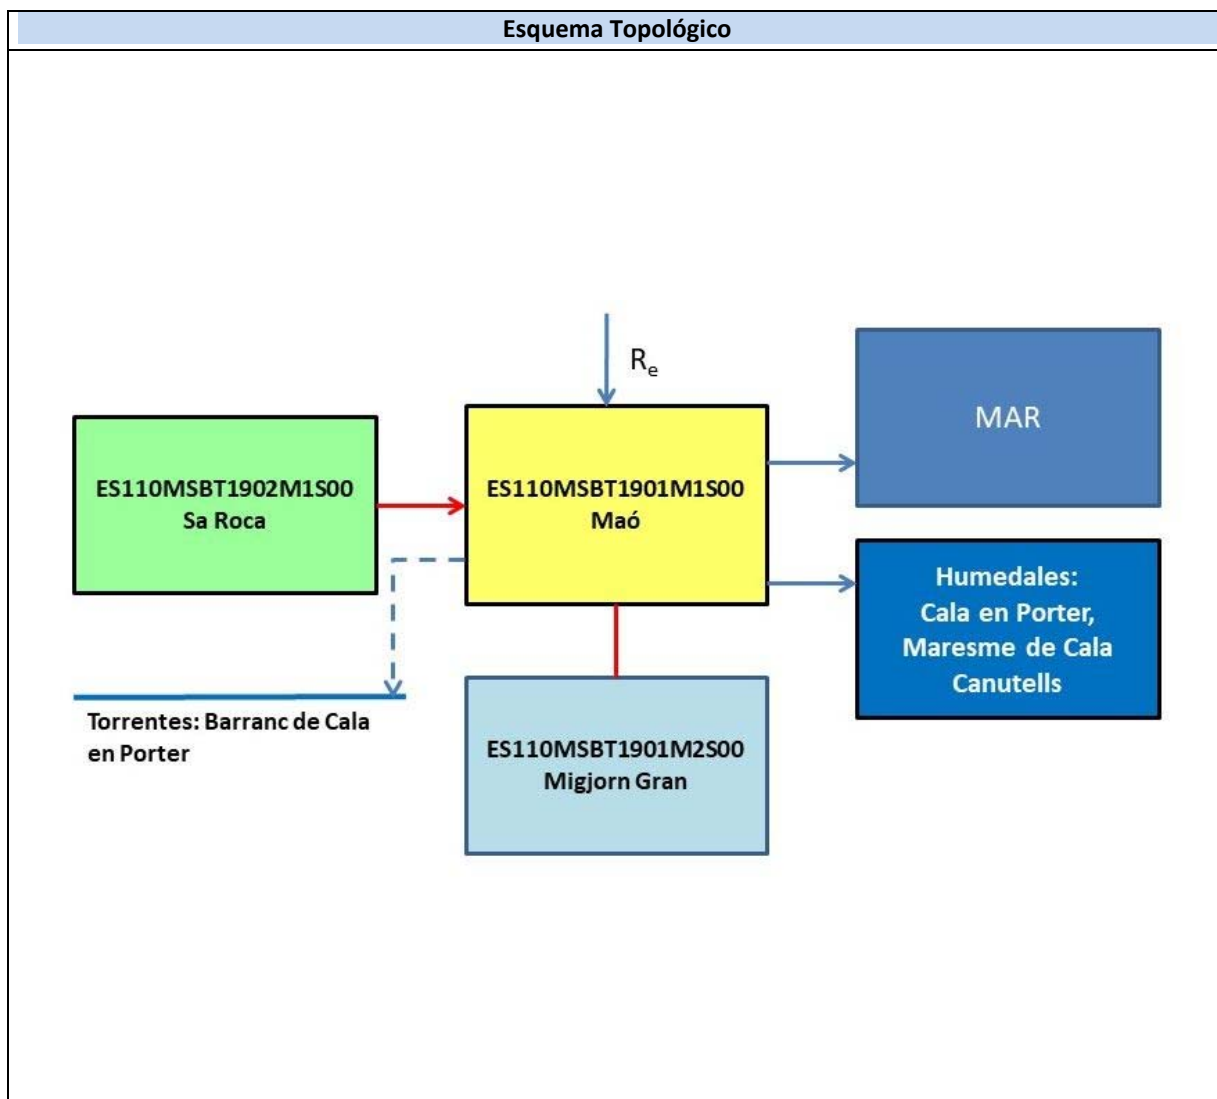 Esquema Topológico
Re
MAR
ES110MSBT1902M1S00
Sa Roca
ES110MSBT1901M1S00
Maó
Humedales:
Cala en Porter,
Maresme de Cala
Canutells
Torrentes: Barranc de Cala
en Porter
ES110MSBT1901M2S00
Migjorn Gran